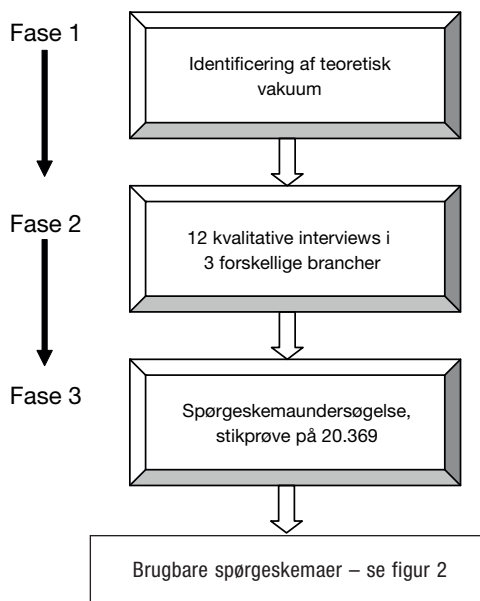 Fase 1
Identificering af teoretisk
vakuum
Fase 2
12 kvalitative interviews i
3 forskellige brancher
Fase 3
Spørgeskemaundersøgelse,
stikprøve på 20.369
Brugbare spørgeskemaer – se figur 2